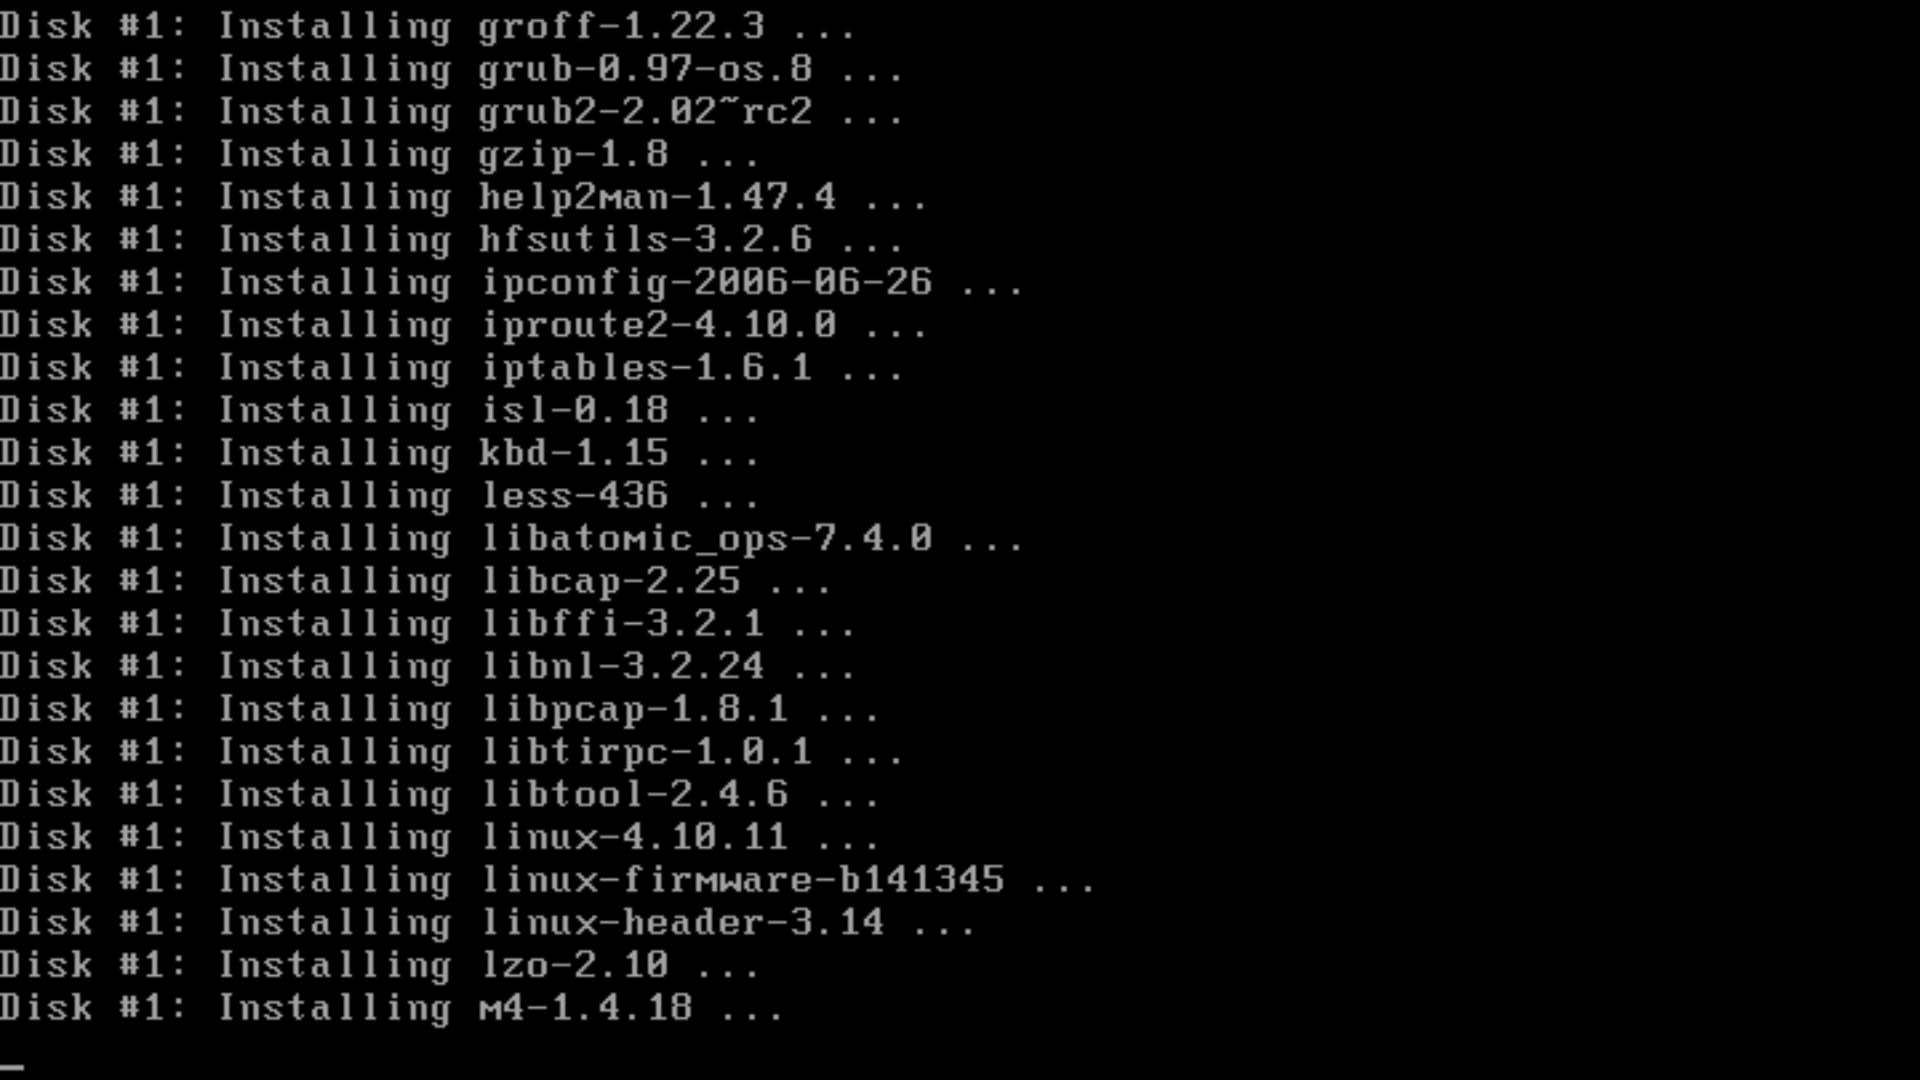 Disk #1: Installing groff-1.22.3 ...
Disk #1: Installing grub-0.97-os.8 ...
Disk #1: Installing grub2-2.02~rc2 ...
Disk #1: Installing gzip-1.8 ...
Disk #1: Installing help2man-1.47.4 ...
Disk #1: Installing hfsutils-3.2.6 ...
Disk #1: Installing ipconfig-2006-06-26 ...
Disk #1: Installing iproute2-4.10.0 ...
Disk #1: Installing iptables-1.6.1 ...
Disk #1: Installing isl-0.18 ...
Disk #1: Installing kbd-1.15 ...
Disk #1: Installing less-436 ...
Disk #1: Installing libatomic_ops-7.4.0 ...
Disk #1: Installing libcap-2.25 ...
Disk #1: Installing libffi-3.2.1 ...
Disk #1: Installing libnl-3.2.24 ...
Disk #1: Installing libpcap-1.8.1 ...
Disk #1: Installing libtirpc-1.0.1 ...
Disk #1: Installing libtool-2.4.6 ...
Disk #1: Installing linux-4.10.11 ...
Disk #1: Installing linux-firmware-b141345 ...
Disk #1: Installing linux-header-3.14 ...
Disk #1: Installing lzo-2.10 ...
Disk #1: Installing m4-1.4.18 ...